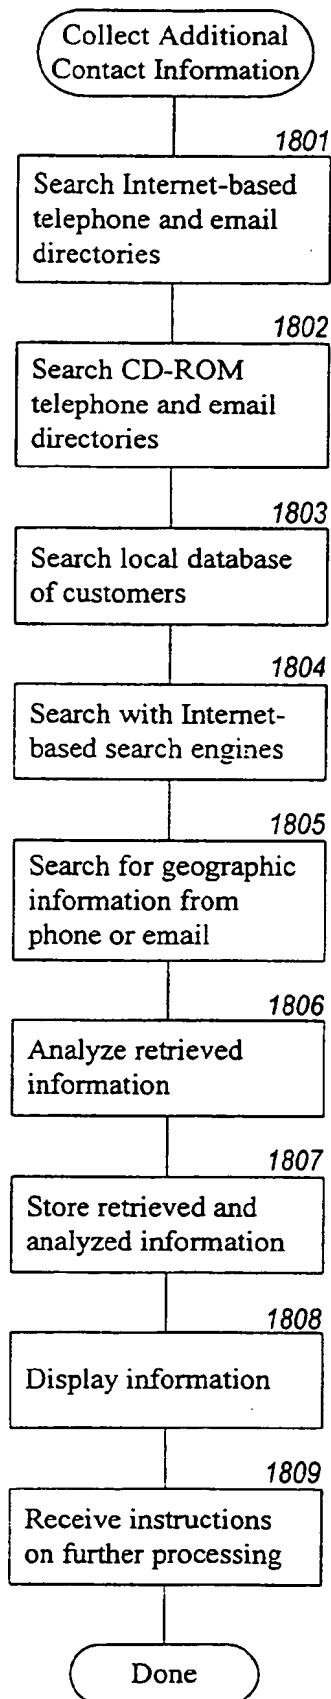 Collect Additional
Contact Information
1801
Search Internet-based
telephone and email
directories
1802
Search CD-ROM
telephone and email
directories
1803
Search local database
of customers
1804
Search with Internet-
based search engines
1805
Search for geographic
information from
phone or email
1806
Analyze retrieved
information
1807
Store retrieved and
analyzed information
1808
Display information
1809
Receive instructions
on further processing
Done